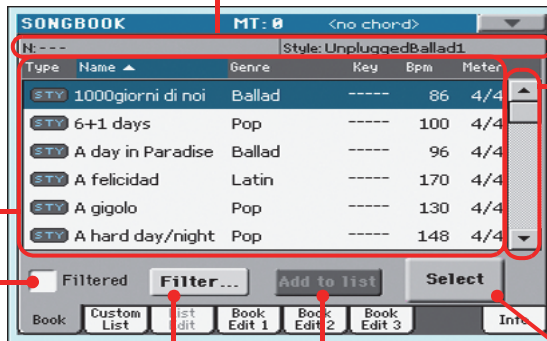 SONGBOOK MT: 0 <no chord>
N:--- Style: UnpluggedBallad1
Type Name Genre Key Bpm Meter
STY 1000giorni di noi Ballad ----- 86 4/4
STY 6+1 days Pop ----- 100 4/4
STY A day in Paradise Ballad ----- 96 4/4
STY A felicidad Latin ----- 170 4/4
STY A gigolo Pop ----- 130 4/4
STY A hard day/night Pop ----- 148 4/4
Filtered Filter... Add to list Select
Book Custom List List Edit Book Edit 1 Book Edit 2 Book Edit 3 Info